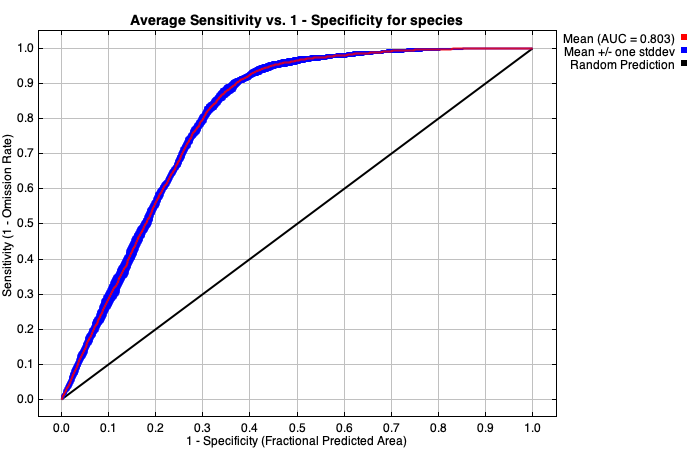 Average Sensitivity vs. 1 - Specificity for species
Mean (AUC = 0.803)
Mean +/- one stddev
Random Prediction
Sensitivity (1 - Omission Rate)
1.0
0.9
0.8
0.7
0.6
0.5
0.4
0.3
0.2
0.1
0.0
0.0 0.1 0.2 0.3 0.4 0.5 0.6 0.7 0.8 0.9 1.0
1 - Specificity (Fractional Predicted Area)